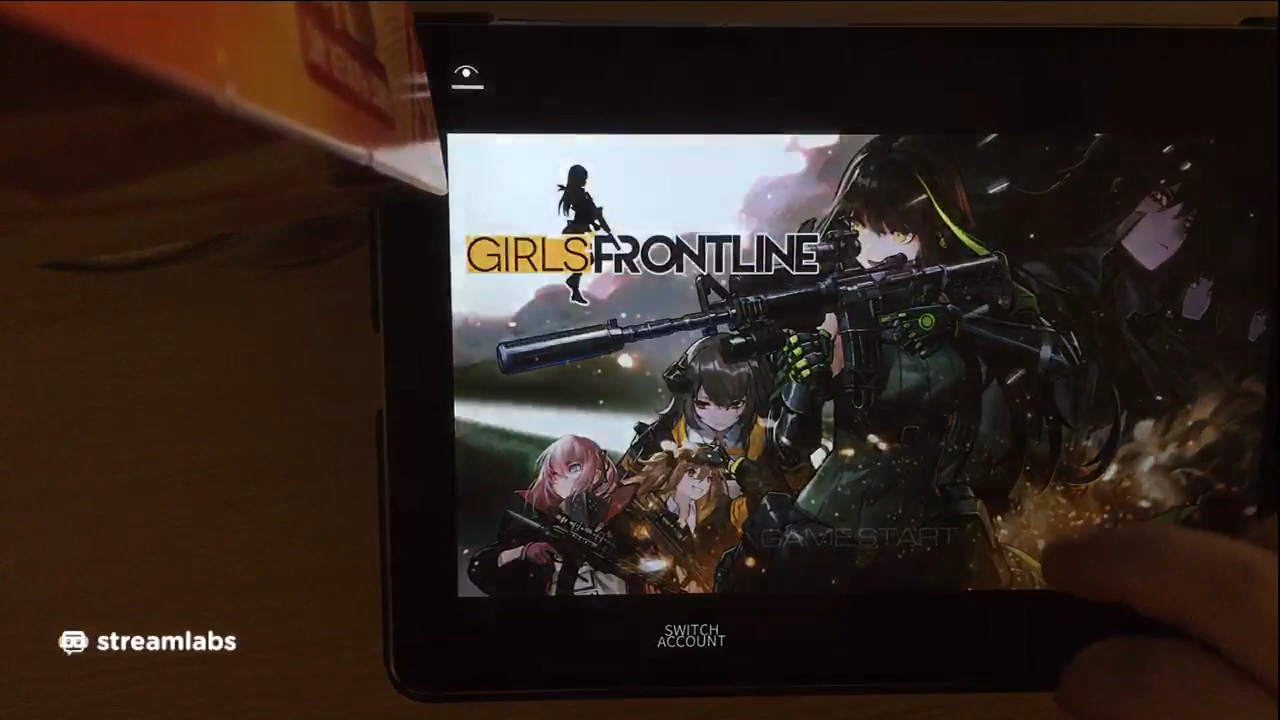 GIRLS FRONTLINE
GAME START
SWITCH
ACCOUNT
streamlabs